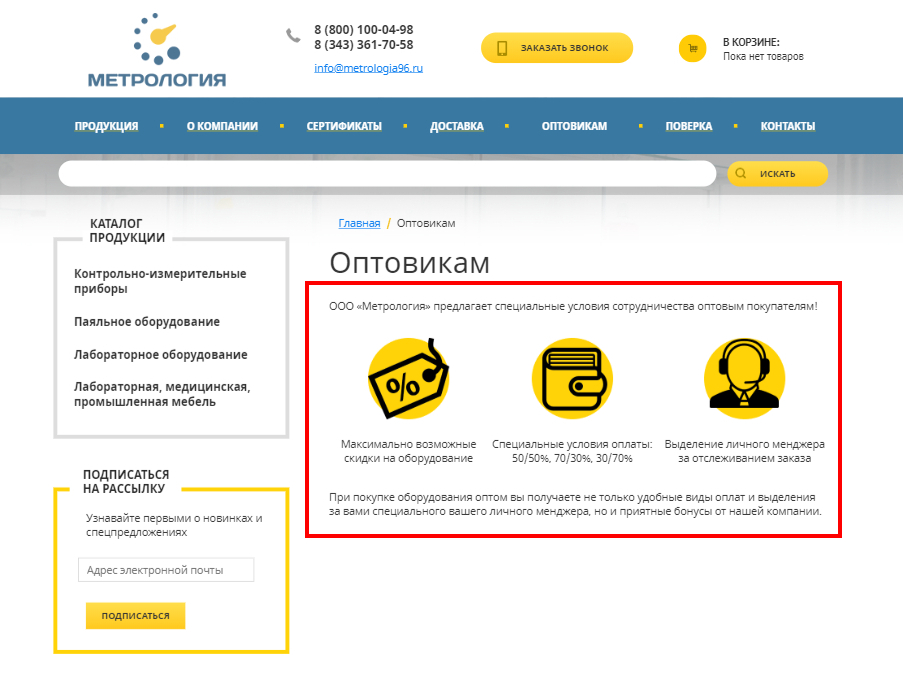 МЕТРОЛОГИЯ
8 (800) 100-04-98
8 (343) 361-70-58
info@metrologia96.ru
ЗАКАЗАТЬ ЗВОНОК
В КОРЗИНЕ:
Пока нет товаров
ПРОДУКЦИЯ О КОМПАНИИ СЕРТИФИКАТЫ ДОСТАВКА ОПТОВИКАМ ПОВЕРКА КОНТАКТЫ
ИСКАТЬ
КАТАЛОГ
ПРОДУКЦИИ
Контрольно-измерительные
приборы
Паяльное оборудование
Лабораторное оборудование
Лабораторная, медицинская,
промышленная мебель
ПОДПИСАТЬСЯ
НА РАССЫЛКУ
Узнавайте первыми о новинках и
спецпредложениях
Адрес электронной почты
ПОДПИСАТЬСЯ
Главная / Оптовикам
Оптовикам
ООО «Метрология» предлагает специальные условия сотрудничества оптовым покупателям!
%
Максимально возможные
скидки на оборудование
Специальные условия оплаты:
50/50%, 70/30%, 30/70%
Выделение личного менджера
за отслеживанием заказа
При покупке оборудования оптом вы получаете не только удобные виды оплат и выделения
за вами специального вашего личного менджера, но и приятные бонусы от нашей компании.